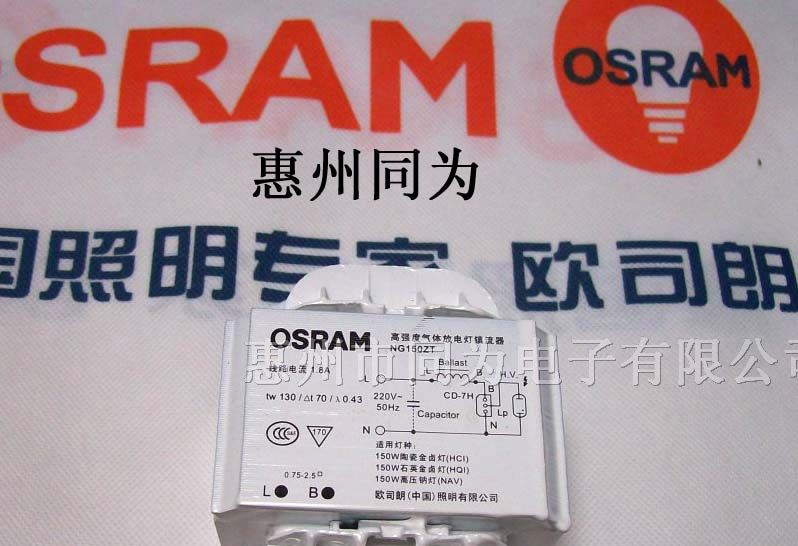 OSRAM
OSRAM
惠州同为
国照明专家 欧司朗
惠州市同为电子有限公司
OSRAM
高强度气体放电灯镇流器
NG150ZT
线路电流 1.8A
tw 130 / Δt 70 / λ 0.43
Ballast
L
B
H.V.
220V~
50Hz
CD-7H
B
Lp
Capacitor
N
N
170
适用灯种：
150W陶瓷金卤灯(HCI)
150W石英金卤灯(HQI)
150W高压钠灯(NAV)
0.75-2.5
L
B
欧司朗(中国)照明有限公司